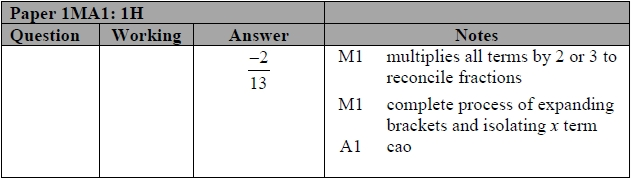 Paper 1MA1: 1H
Question Working Answer Notes
–2
13
M1 multiplies all terms by 2 or 3 to
reconcile fractions
M1 complete process of expanding
brackets and isolating x term
A1 cao